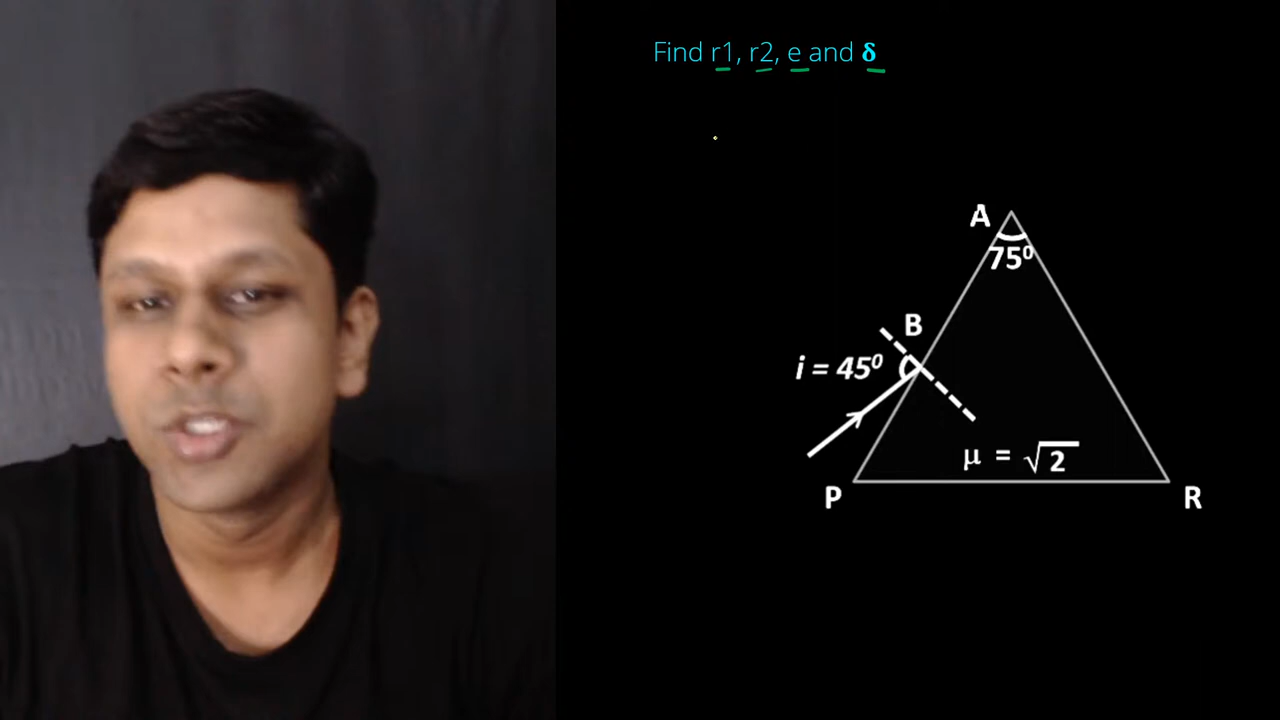 Find r1, r2, e and δ
A
75⁰
B
i = 45⁰
μ = √2
P
R